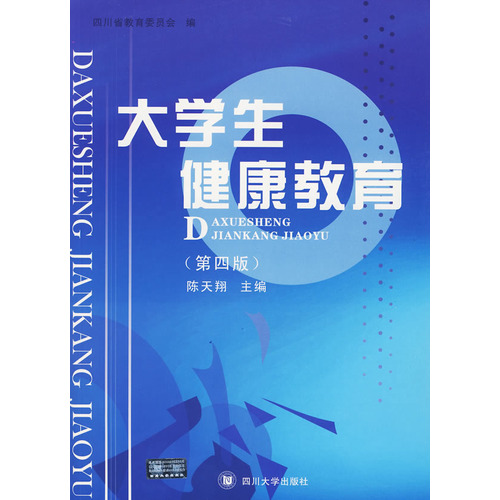 四川省教育委员会 编
DAXUESHENG JIANKANG JIAOYU
大学生
健康教育
DAXUESHENG
JIANKANG JIAOYU
（第四版）
陈天翔 主编
四川大学出版社